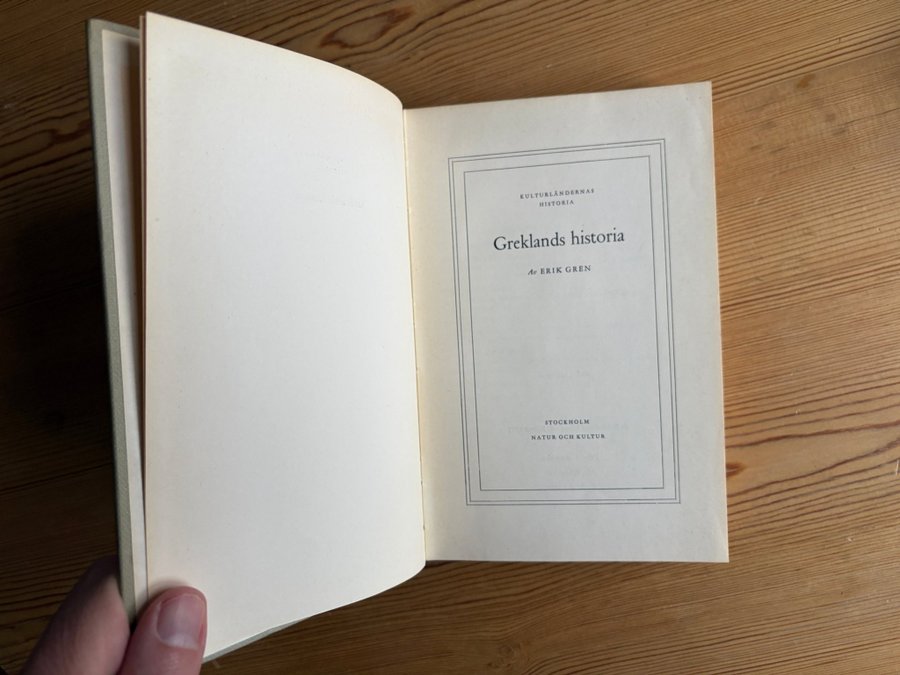 KULTURLÄNDERNAS
HISTORIA
Greklands historia
Av ERIK GREN
STOCKHOLM
NATUR OCH KULTUR